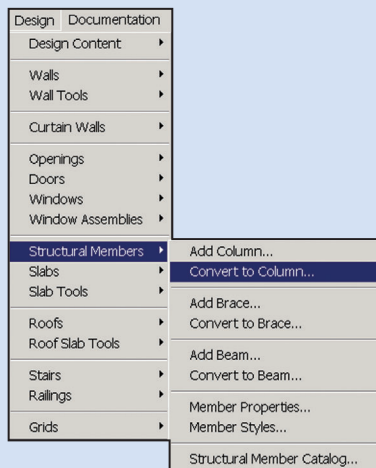 Design Documentation
Design Content
Walls
Wall Tools
Curtain Walls
Openings
Doors
Windows
Window Assemblies
Structural Members
Slabs
Slab Tools
Roofs
Roof Slab Tools
Stairs
Railings
Grids
Add Column...
Convert to Column...
Add Brace...
Convert to Brace...
Add Beam...
Convert to Beam...
Member Properties...
Member Styles...
Structural Member Catalog...